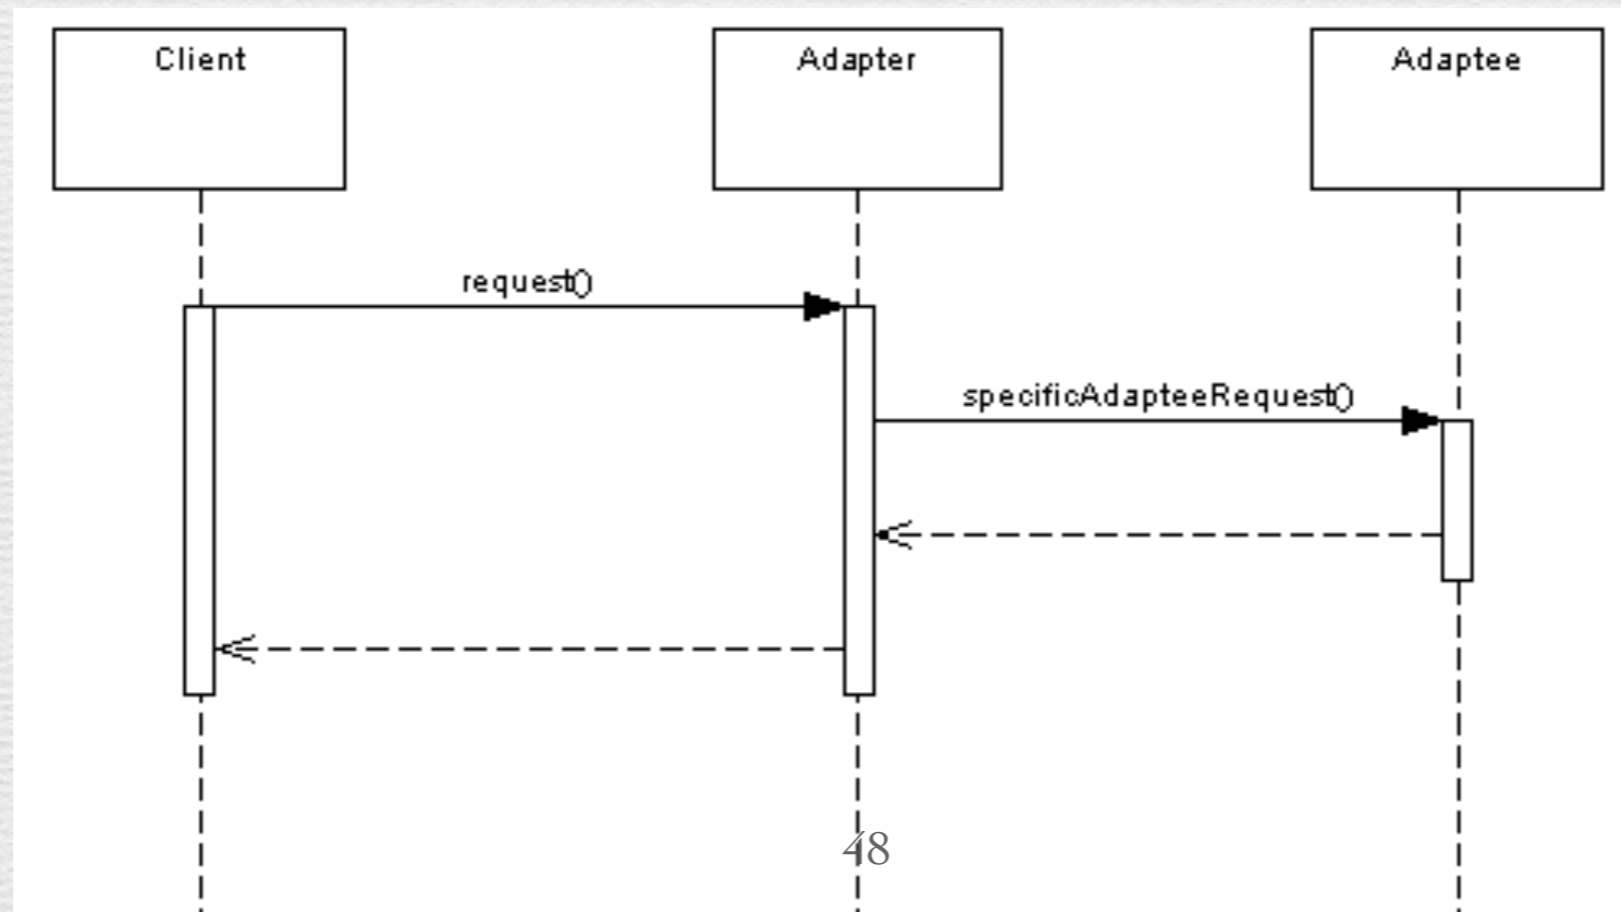 Client
Adapter
Adaptee
request()
specificAdapteeRequest()
48